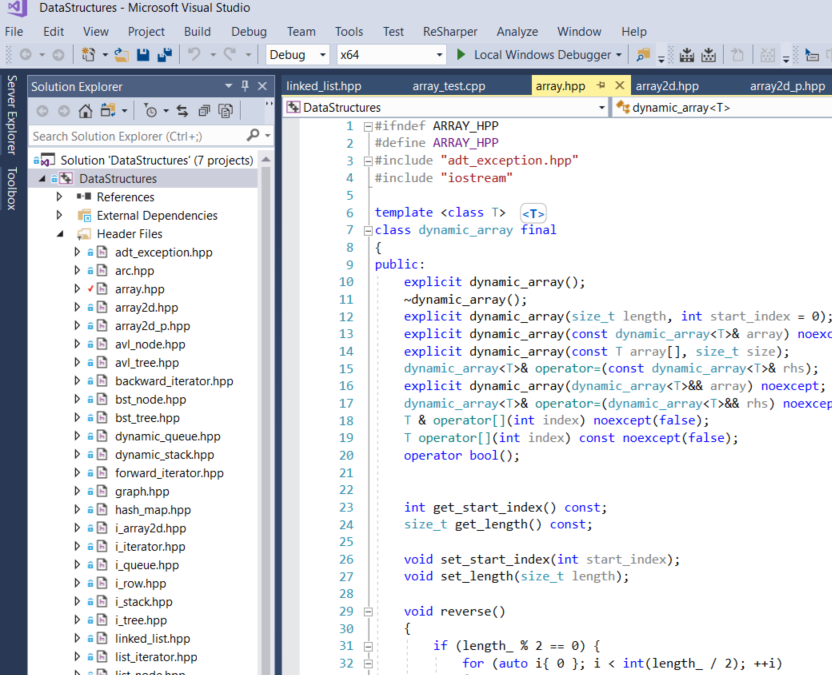 DataStructures - Microsoft Visual Studio
File Edit View Project Build Debug Team Tools Test ReSharper Analyze Window Help
Debug x64 Local Windows Debugger
Server Explorer
Toolbox
Solution Explorer
Search Solution Explorer (Ctrl+;)
Solution 'DataStructures' (7 projects)
DataStructures
References
External Dependencies
Header Files
adt_exception.hpp
arc.hpp
array.hpp
array2d.hpp
array2d_p.hpp
avl_node.hpp
avl_tree.hpp
backward_iterator.hpp
bst_node.hpp
bst_tree.hpp
dynamic_queue.hpp
dynamic_stack.hpp
forward_iterator.hpp
graph.hpp
hash_map.hpp
i_array2d.hpp
i_iterator.hpp
i_queue.hpp
i_row.hpp
i_stack.hpp
i_tree.hpp
linked_list.hpp
list_iterator.hpp
list_node.hpp
linked_list.hpp array_test.cpp array.hpp array2d.hpp array2d_p.hpp
DataStructures dynamic_array<T>
1 #ifndef ARRAY_HPP
2 #define ARRAY_HPP
3 #include "adt_exception.hpp"
4 #include "iostream"
5
6 template <class T> <T>
7 class dynamic_array final
8 {
9 public:
10 explicit dynamic_array();
11 ~dynamic_array();
12 explicit dynamic_array(size_t length, int start_index = 0);
13 explicit dynamic_array(const dynamic_array<T>& array) noexc
14 explicit dynamic_array(const T array[], size_t size);
15 dynamic_array<T>& operator=(const dynamic_array<T>& rhs);
16 explicit dynamic_array(dynamic_array<T>&& array) noexcept;
17 dynamic_array<T>& operator=(dynamic_array<T>&& rhs) noexcep
18 T & operator[](int index) noexcept(false);
19 T operator[](int index) const noexcept(false);
20 operator bool();
21
22
23 int get_start_index() const;
24 size_t get_length() const;
25
26 void set_start_index(int start_index);
27 void set_length(size_t length);
28
29 void reverse()
30 {
31 if (length_ % 2 == 0) {
32 for (auto i{ 0 }; i < int(length_ / 2); ++i)